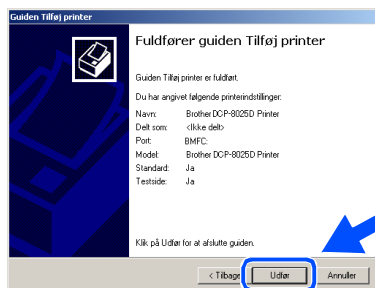 Guiden Tilføj printer
Fuldfører guiden Tilføj printer
Guiden Tilføj printer er fuldført.
Du har angivet følgende printerindstillinger:
Navn: Brother DCP-8025D Printer
Delt som: <Ikke delt>
Port: BMFC:
Model: Brother DCP-8025D Printer
Standard: Ja
Testside: Ja
Klik på Udfør for at afslutte guiden.
< Tilbage Udfør Annuller